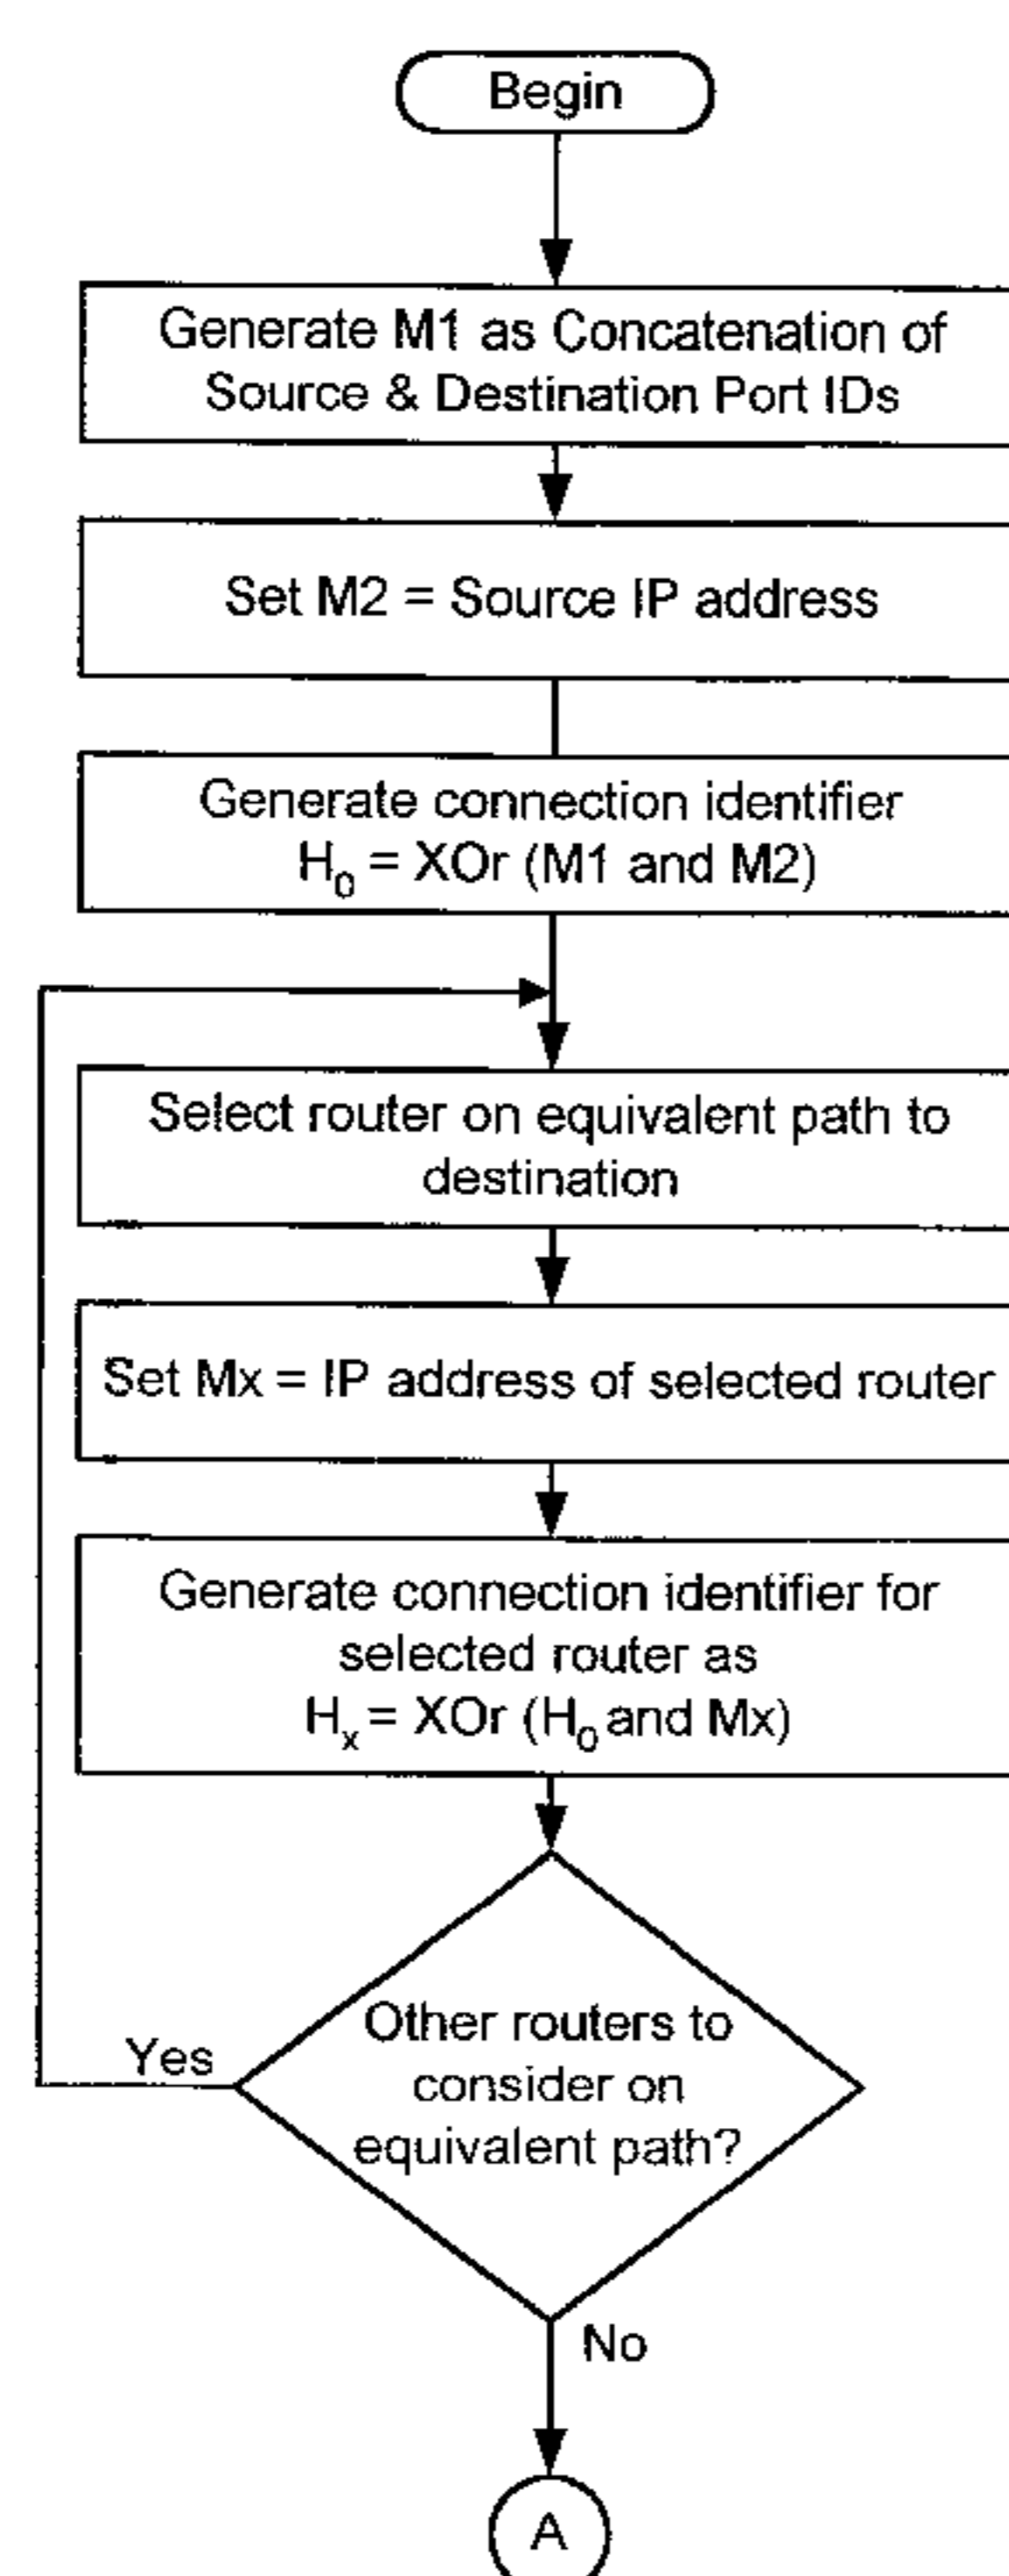 Begin
Generate M1 as Concatenation of
Source & Destination Port IDs
Set M2 = Source IP address
Generate connection identifier
H₀ = XOr (M1 and M2)
Select router on equivalent path to
destination
Set Mx = IP address of selected router
Generate connection identifier for
selected router as
Hₓ = XOr (H₀ and Mx)
Other routers to
consider on
equivalent path?
Yes
No
A